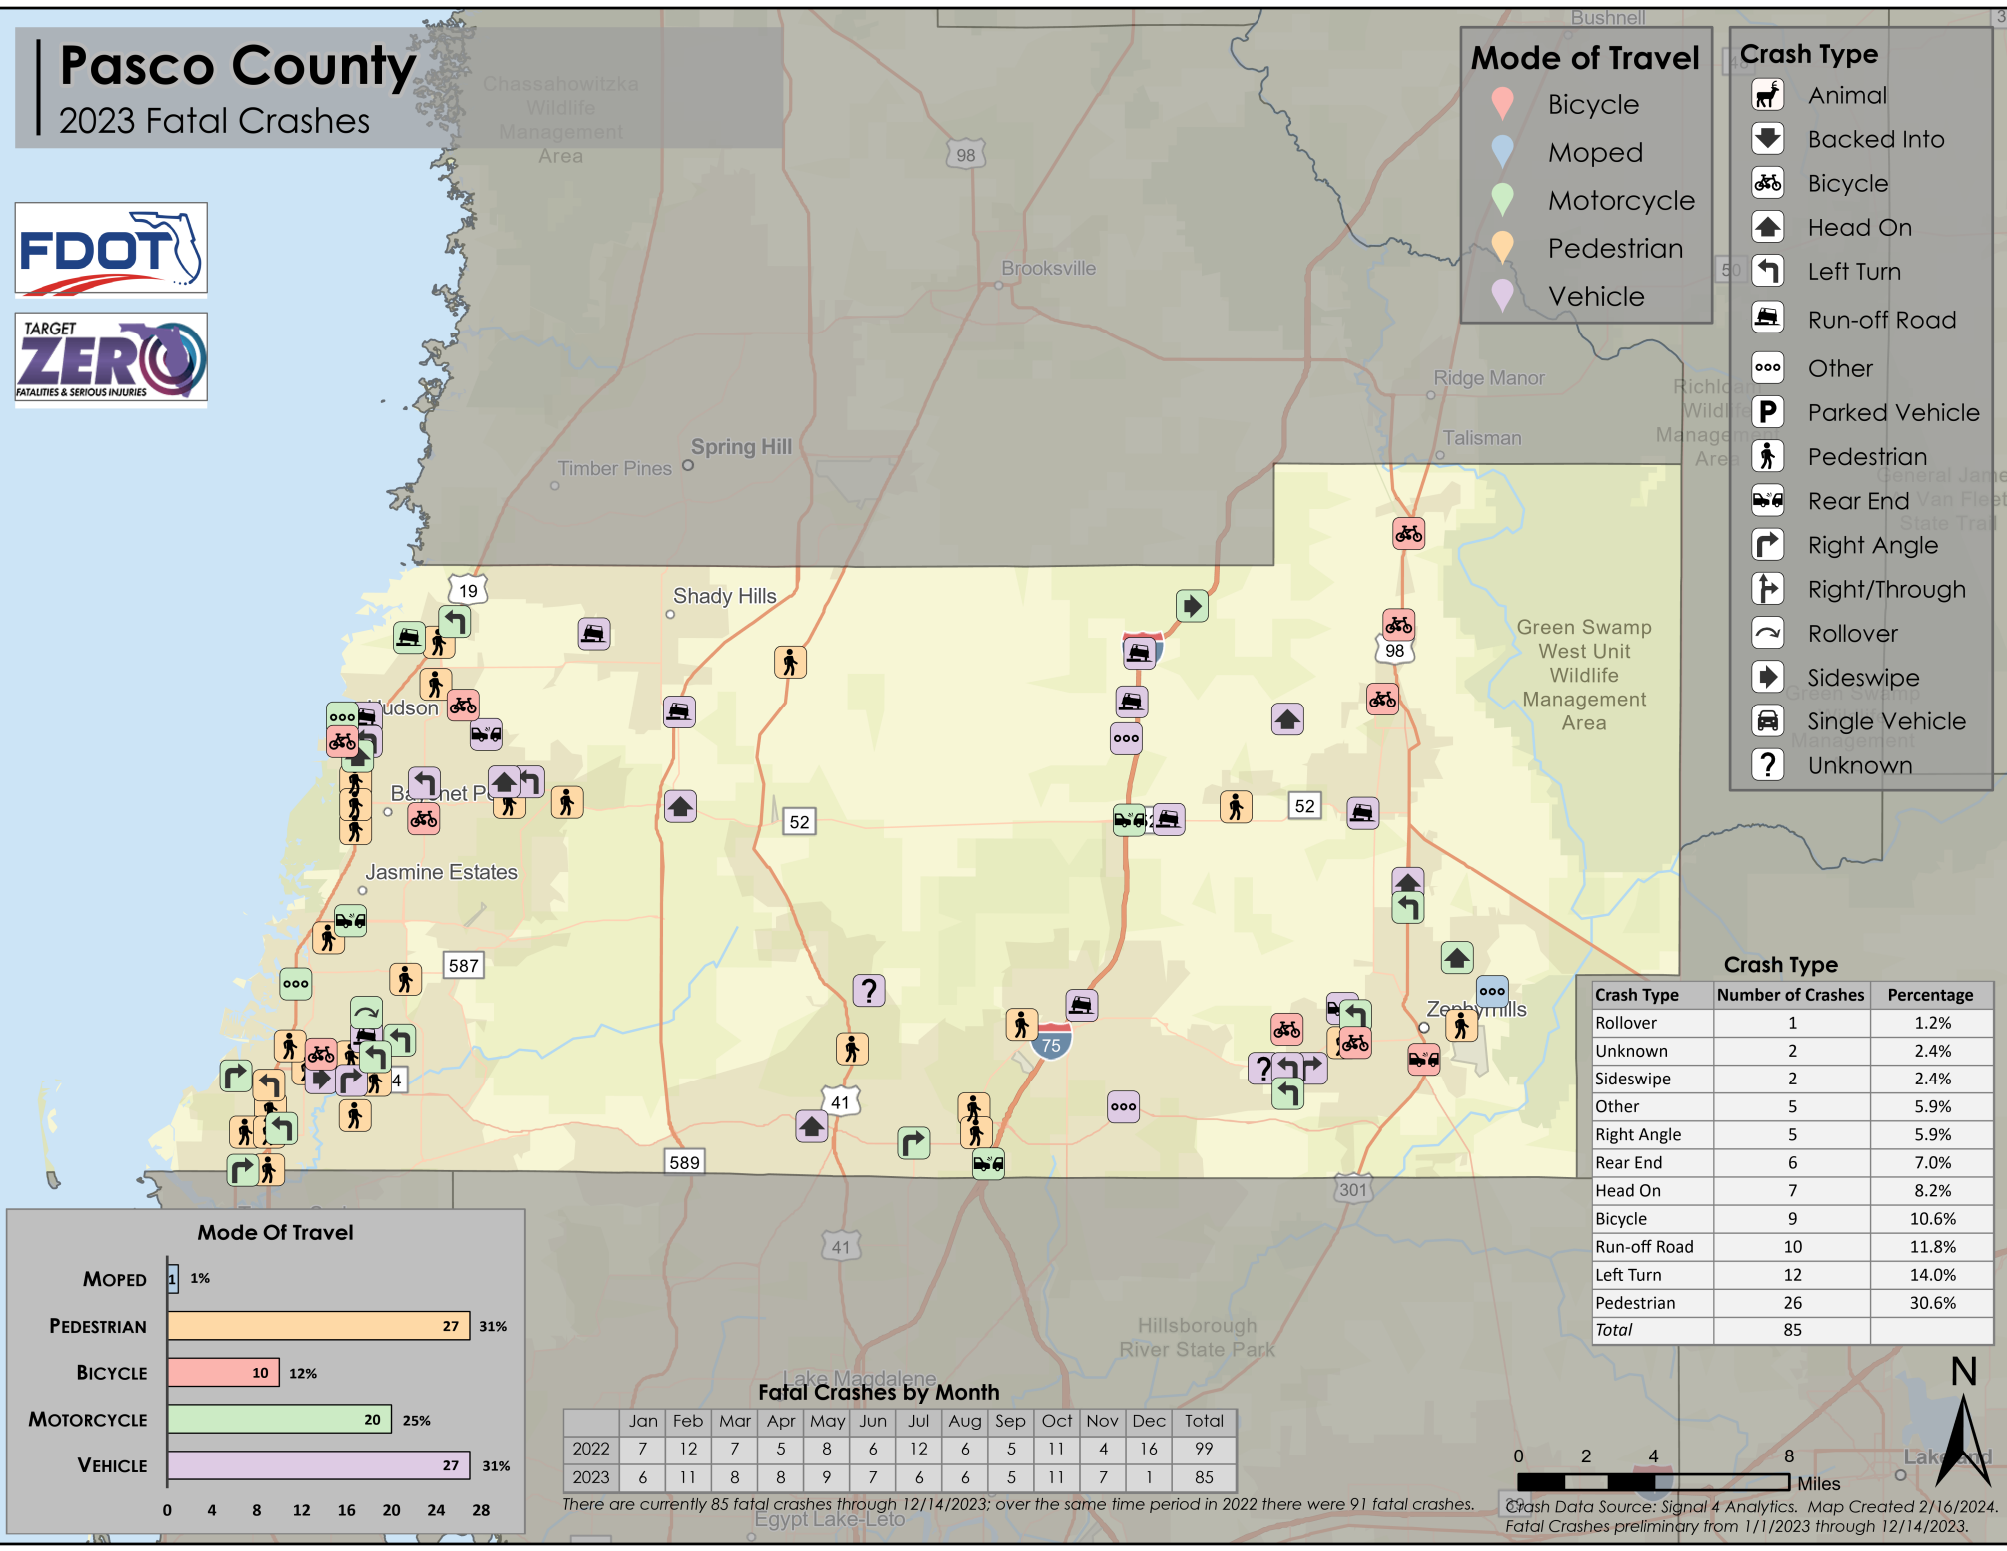 Pasco County
2023 Fatal Crashes
FDOT
TARGET
ZERO
FATALITIES & SERIOUS INJURIES
Mode of Travel
Bicycle
Moped
Motorcycle
Pedestrian
Vehicle
Crash Type
Animal
Backed Into
Bicycle
Head On
Left Turn
Run-off Road
Other
P
Parked Vehicle
Pedestrian
Rear End
Right Angle
Right/Through
Rollover
Sideswipe
Single Vehicle
?
Unknown
Bushnell
48
50
Chassahowitzka
Wildlife
Management
Area
98
Brooksville
Ridge Manor
Talisman
Wildlife
Area
Spring Hill
Timber Pines
19
Shady Hills
98
Green Swamp
West Unit
Wildlife
Management
Area
Hudson
52
52
Jasmine Estates
587
?
Zephyrhills
75
?
41
589
301
41
Hillsborough
River State Park
Lake Magdalene
Egypt Lake-Leto
Crash Type
Crash Type Number of Crashes Percentage
Rollover 1 1.2%
Unknown 2 2.4%
Sideswipe 2 2.4%
Other 5 5.9%
Right Angle 5 5.9%
Rear End 6 7.0%
Head On 7 8.2%
Bicycle 9 10.6%
Run-off Road 10 11.8%
Left Turn 12 14.0%
Pedestrian 26 30.6%
Total 85
Mode Of Travel
MOPED 1 1%
PEDESTRIAN 27 31%
BICYCLE 10 12%
MOTORCYCLE 20 25%
VEHICLE 27 31%
0 4 8 12 16 20 24 28
Fatal Crashes by Month
Jan Feb Mar Apr May Jun Jul Aug Sep Oct Nov Dec Total
2022 7 12 7 5 8 6 12 6 5 11 4 16 99
2023 6 11 8 8 9 7 6 6 5 11 7 1 85
There are currently 85 fatal crashes through 12/14/2023; over the same time period in 2022 there were 91 fatal crashes.
N
0 2 4 8
Miles
Lakeland
Crash Data Source: Signal 4 Analytics. Map Created 2/16/2024.
Fatal Crashes preliminary from 1/1/2023 through 12/14/2023.